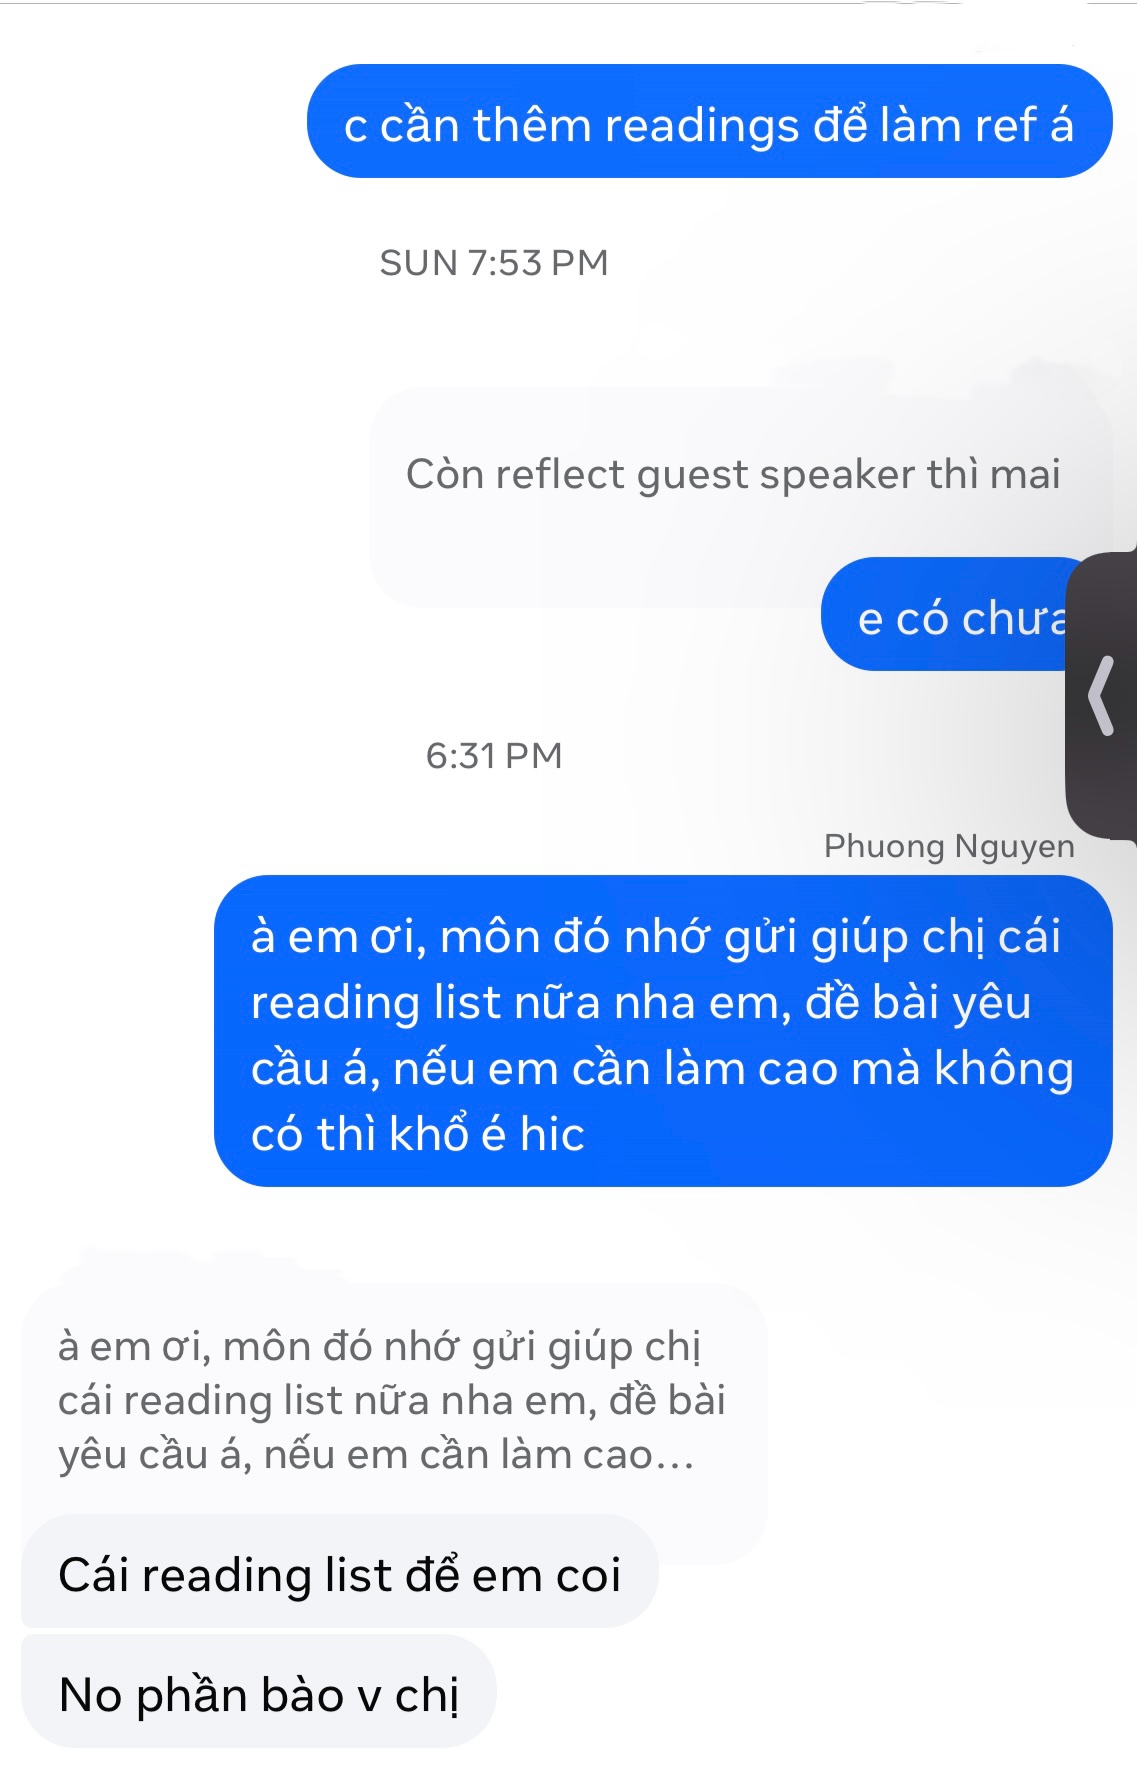 c cần thêm readings để làm ref á
SUN 7:53 PM
Còn reflect guest speaker thì mai
e có chưa
6:31 PM
Phuong Nguyen
à em ơi, môn đó nhớ gửi giúp chị cái
reading list nữa nha em, đề bài yêu
cầu á, nếu em cần làm cao mà không
có thì khổ é hic
à em ơi, môn đó nhớ gửi giúp chị
cái reading list nữa nha em, đề bài
yêu cầu á, nếu em cần làm cao...
Cái reading list để em coi
No phần bào v chị